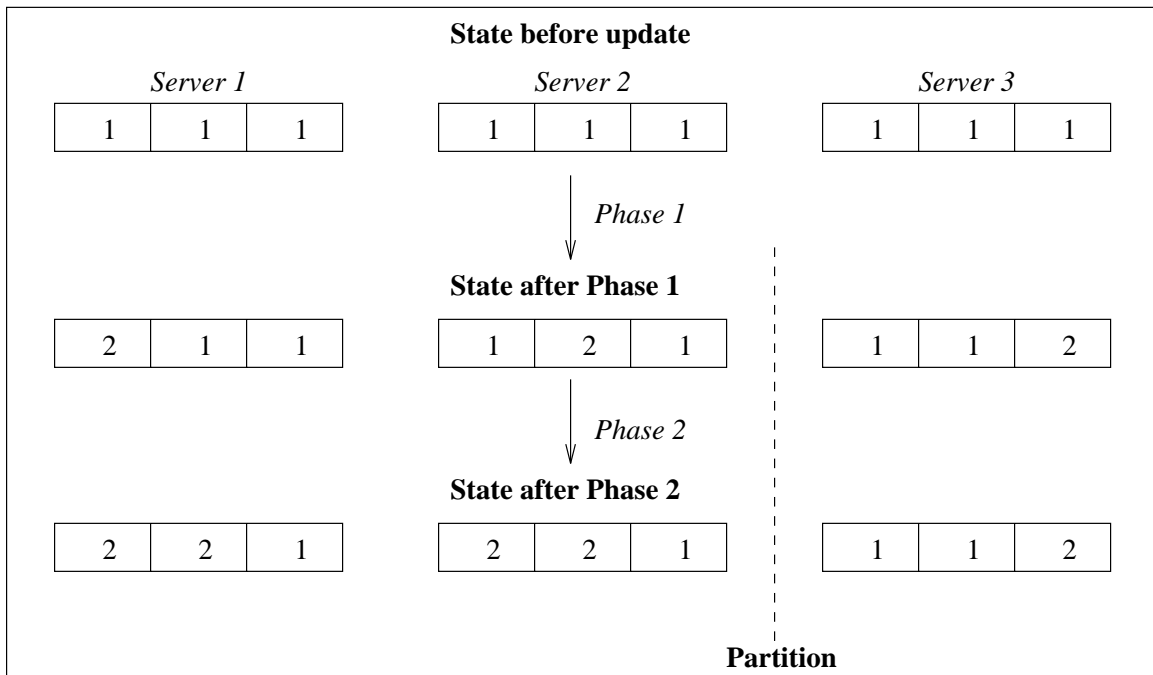 State before update
Server 1 Server 2 Server 3
1 1 1 1 1 1 1 1 1
Phase 1
State after Phase 1
2 1 1 1 2 1 1 1 2
Phase 2
State after Phase 2
2 2 1 2 2 1 1 1 2
Partition